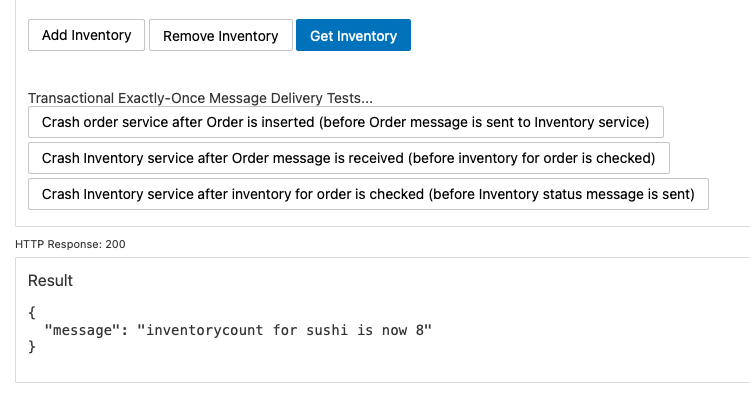 Add Inventory Remove Inventory Get Inventory
Transactional Exactly-Once Message Delivery Tests...
Crash order service after Order is inserted (before Order message is sent to Inventory service)
Crash Inventory service after Order message is received (before inventory for order is checked)
Crash Inventory service after inventory for order is checked (before Inventory status message is sent)
HTTP Response: 200
Result
{
"message": "inventorycount for sushi is now 8"
}